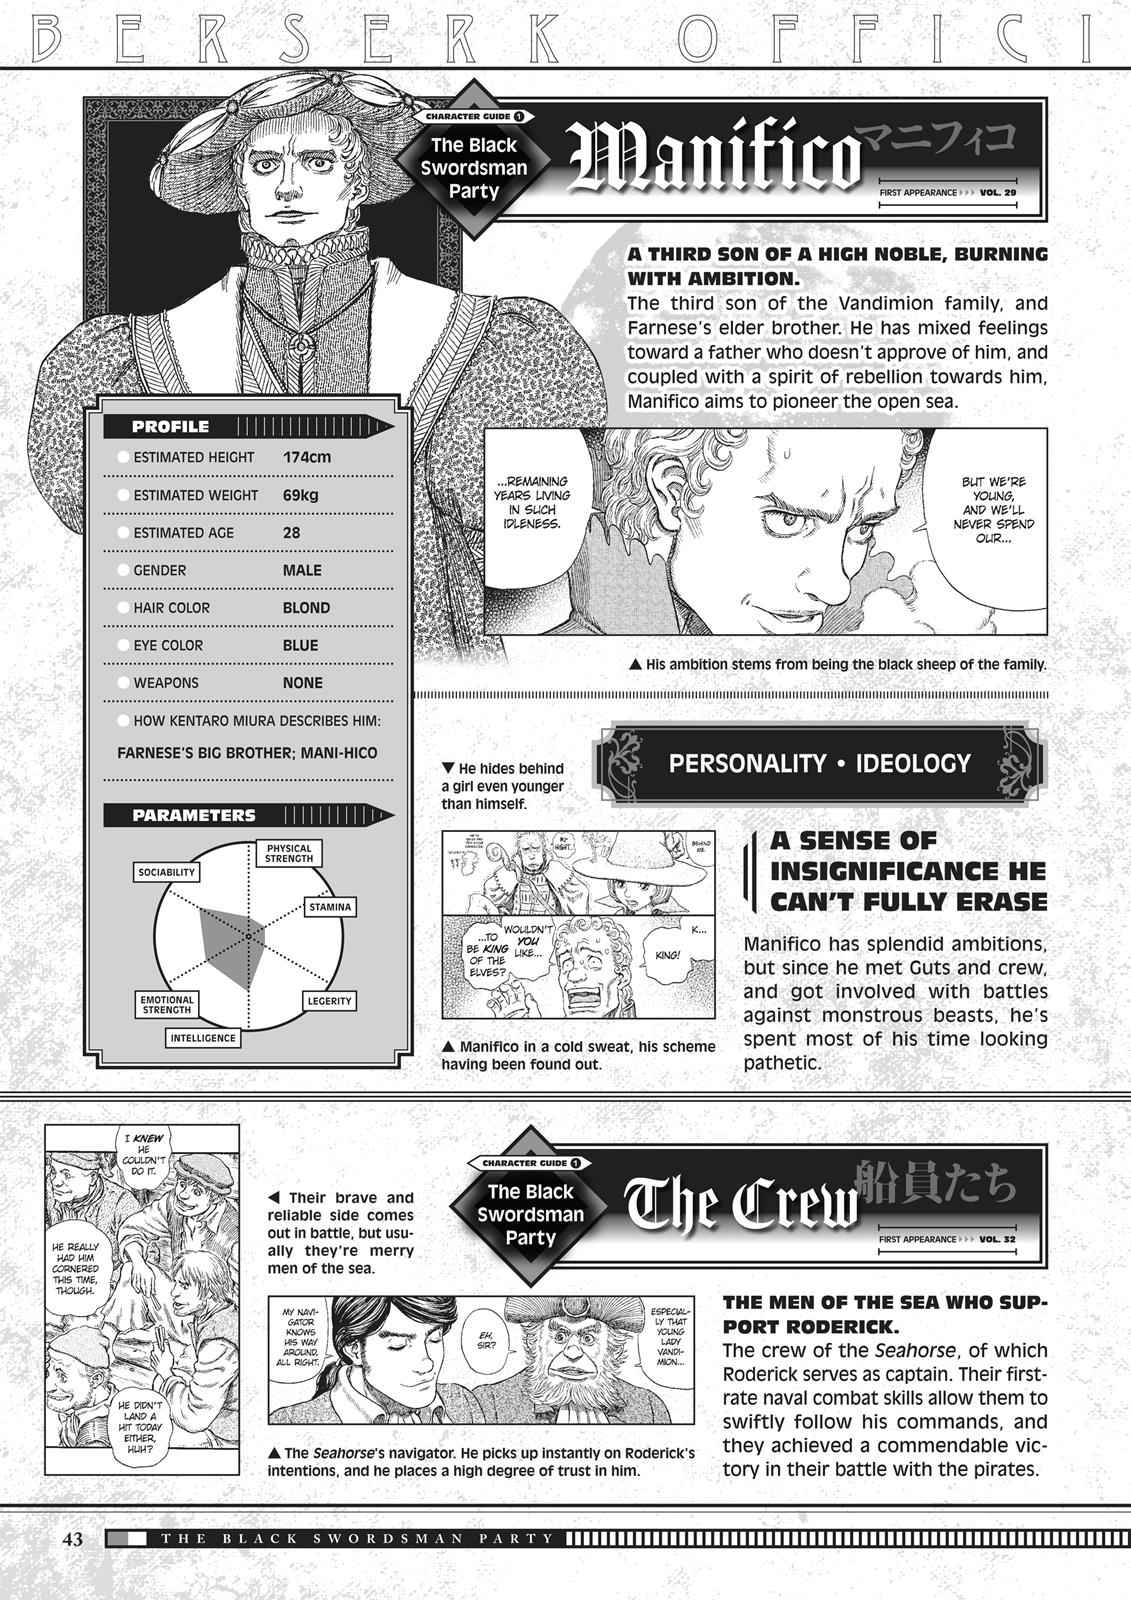 BERSERK OFFICI
CHARACTER GUIDE 1
The Black
Swordsman
Party
Manifico
マニフィコ
FIRST APPEARANCE VOL. 29
A THIRD SON OF A HIGH NOBLE, BURNING
WITH AMBITION.
The third son of the Vandimion family, and
Farnese's elder brother. He has mixed feelings
toward a father who doesn't approve of him, and
coupled with a spirit of rebellion towards him,
Manifico aims to pioneer the open sea.
BUT WE'RE
YOUNG,
AND WE'LL
NEVER SPEND
OUR...
...REMAINING
YEARS LIVING
IN SUCH
IDLENESS.
▲ His ambition stems from being the black sheep of the family.
PROFILE
ESTIMATED HEIGHT 174cm
ESTIMATED WEIGHT 69kg
ESTIMATED AGE 28
GENDER MALE
HAIR COLOR BLOND
EYE COLOR BLUE
WEAPONS NONE
HOW KENTARO MIURA DESCRIBES HIM:
FARNESE'S BIG BROTHER; MANI-HICO
PARAMETERS
PHYSICAL
STRENGTH
SOCIABILITY
STAMINA
EMOTIONAL
STRENGTH
LEGERITY
INTELLIGENCE
PERSONALITY • IDEOLOGY
▼ He hides behind
a girl even younger
than himself.
BEHIND
ME.
RIGHT.
K...
KING!
WOULDN'T
YOU
LIKE...
...TO
BE KING
OF THE
ELVES?
▲ Manifico in a cold sweat, his scheme
having been found out.
A SENSE OF
INSIGNIFICANCE HE
CAN'T FULLY ERASE
Manifico has splendid ambitions,
but since he met Guts and crew,
and got involved with battles
against monstrous beasts, he's
spent most of his time looking
pathetic.
I KNEW
HE
COULDN'T
DO IT.
HE REALLY
HAD HIM
CORNERED
THIS TIME,
THOUGH.
HE DIDN'T
LAND A
HIT TODAY
EITHER,
HUH?
◀ Their brave and
reliable side comes
out in battle, but usu-
ally they're merry
men of the sea.
CHARACTER GUIDE 1
The Black
Swordsman
Party
The Crew
船員たち
FIRST APPEARANCE VOL. 32
ESPECIAL-
LY THAT
YOUNG
LADY
VANDI-
MION...
EH,
SIR?
MY NAVI-
GATOR
KNOWS
HIS WAY
AROUND,
ALL RIGHT.
▲ The Seahorse's navigator. He picks up instantly on Roderick's
intentions, and he places a high degree of trust in him.
THE MEN OF THE SEA WHO SUP-
PORT RODERICK.
The crew of the Seahorse, of which
Roderick serves as captain. Their first-
rate naval combat skills allow them to
swiftly follow his commands, and
they achieved a commendable vic-
tory in their battle with the pirates.
43
THE BLACK SWORDSMAN PARTY